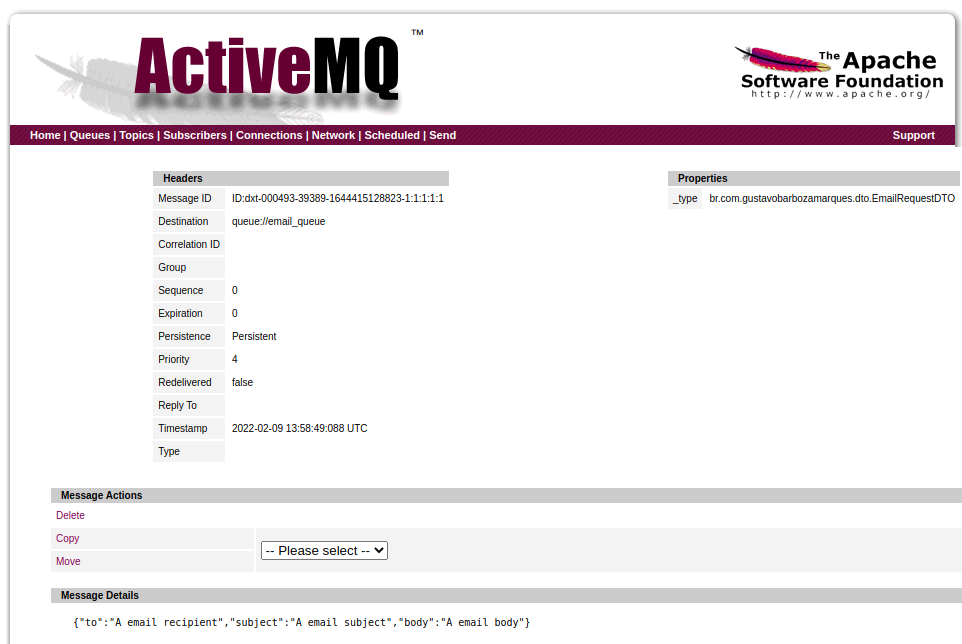 ActiveMQ ™
The Apache
Software Foundation
http://www.apache.org/
Home | Queues | Topics | Subscribers | Connections | Network | Scheduled | Send Support
Headers
Message ID ID:dxt-000493-39389-1644415128823-1:1:1:1:1
Destination queue://email_queue
Correlation ID
Group
Sequence 0
Expiration 0
Persistence Persistent
Priority 4
Redelivered false
Reply To
Timestamp 2022-02-09 13:58:49:088 UTC
Type
Properties
_type br.com.gustavobarbozamarques.dto.EmailRequestDTO
Message Actions
Delete
Copy
-- Please select --
Move
Message Details
{"to":"A email recipient","subject":"A email subject","body":"A email body"}